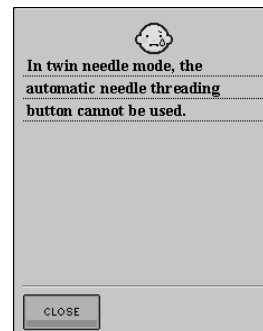 In twin needle mode, the
automatic needle threading
button cannot be used.
CLOSE